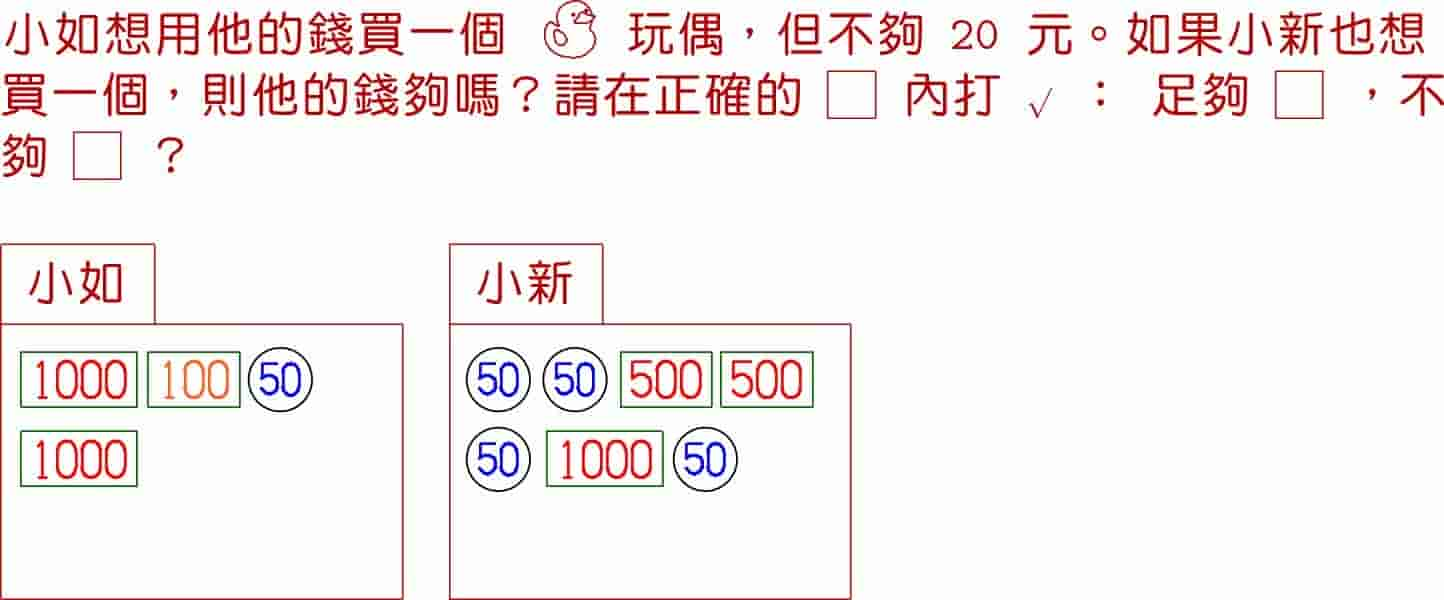 小如想用他的錢買一個 玩偶，但不夠 20 元。如果小新也想
買一個，則他的錢夠嗎？請在正確的 □ 內打 √ ： 足夠 □ ，不
夠 □ ？
小如 小新
1000 100 50 50 50 500 500
1000 50 1000 50